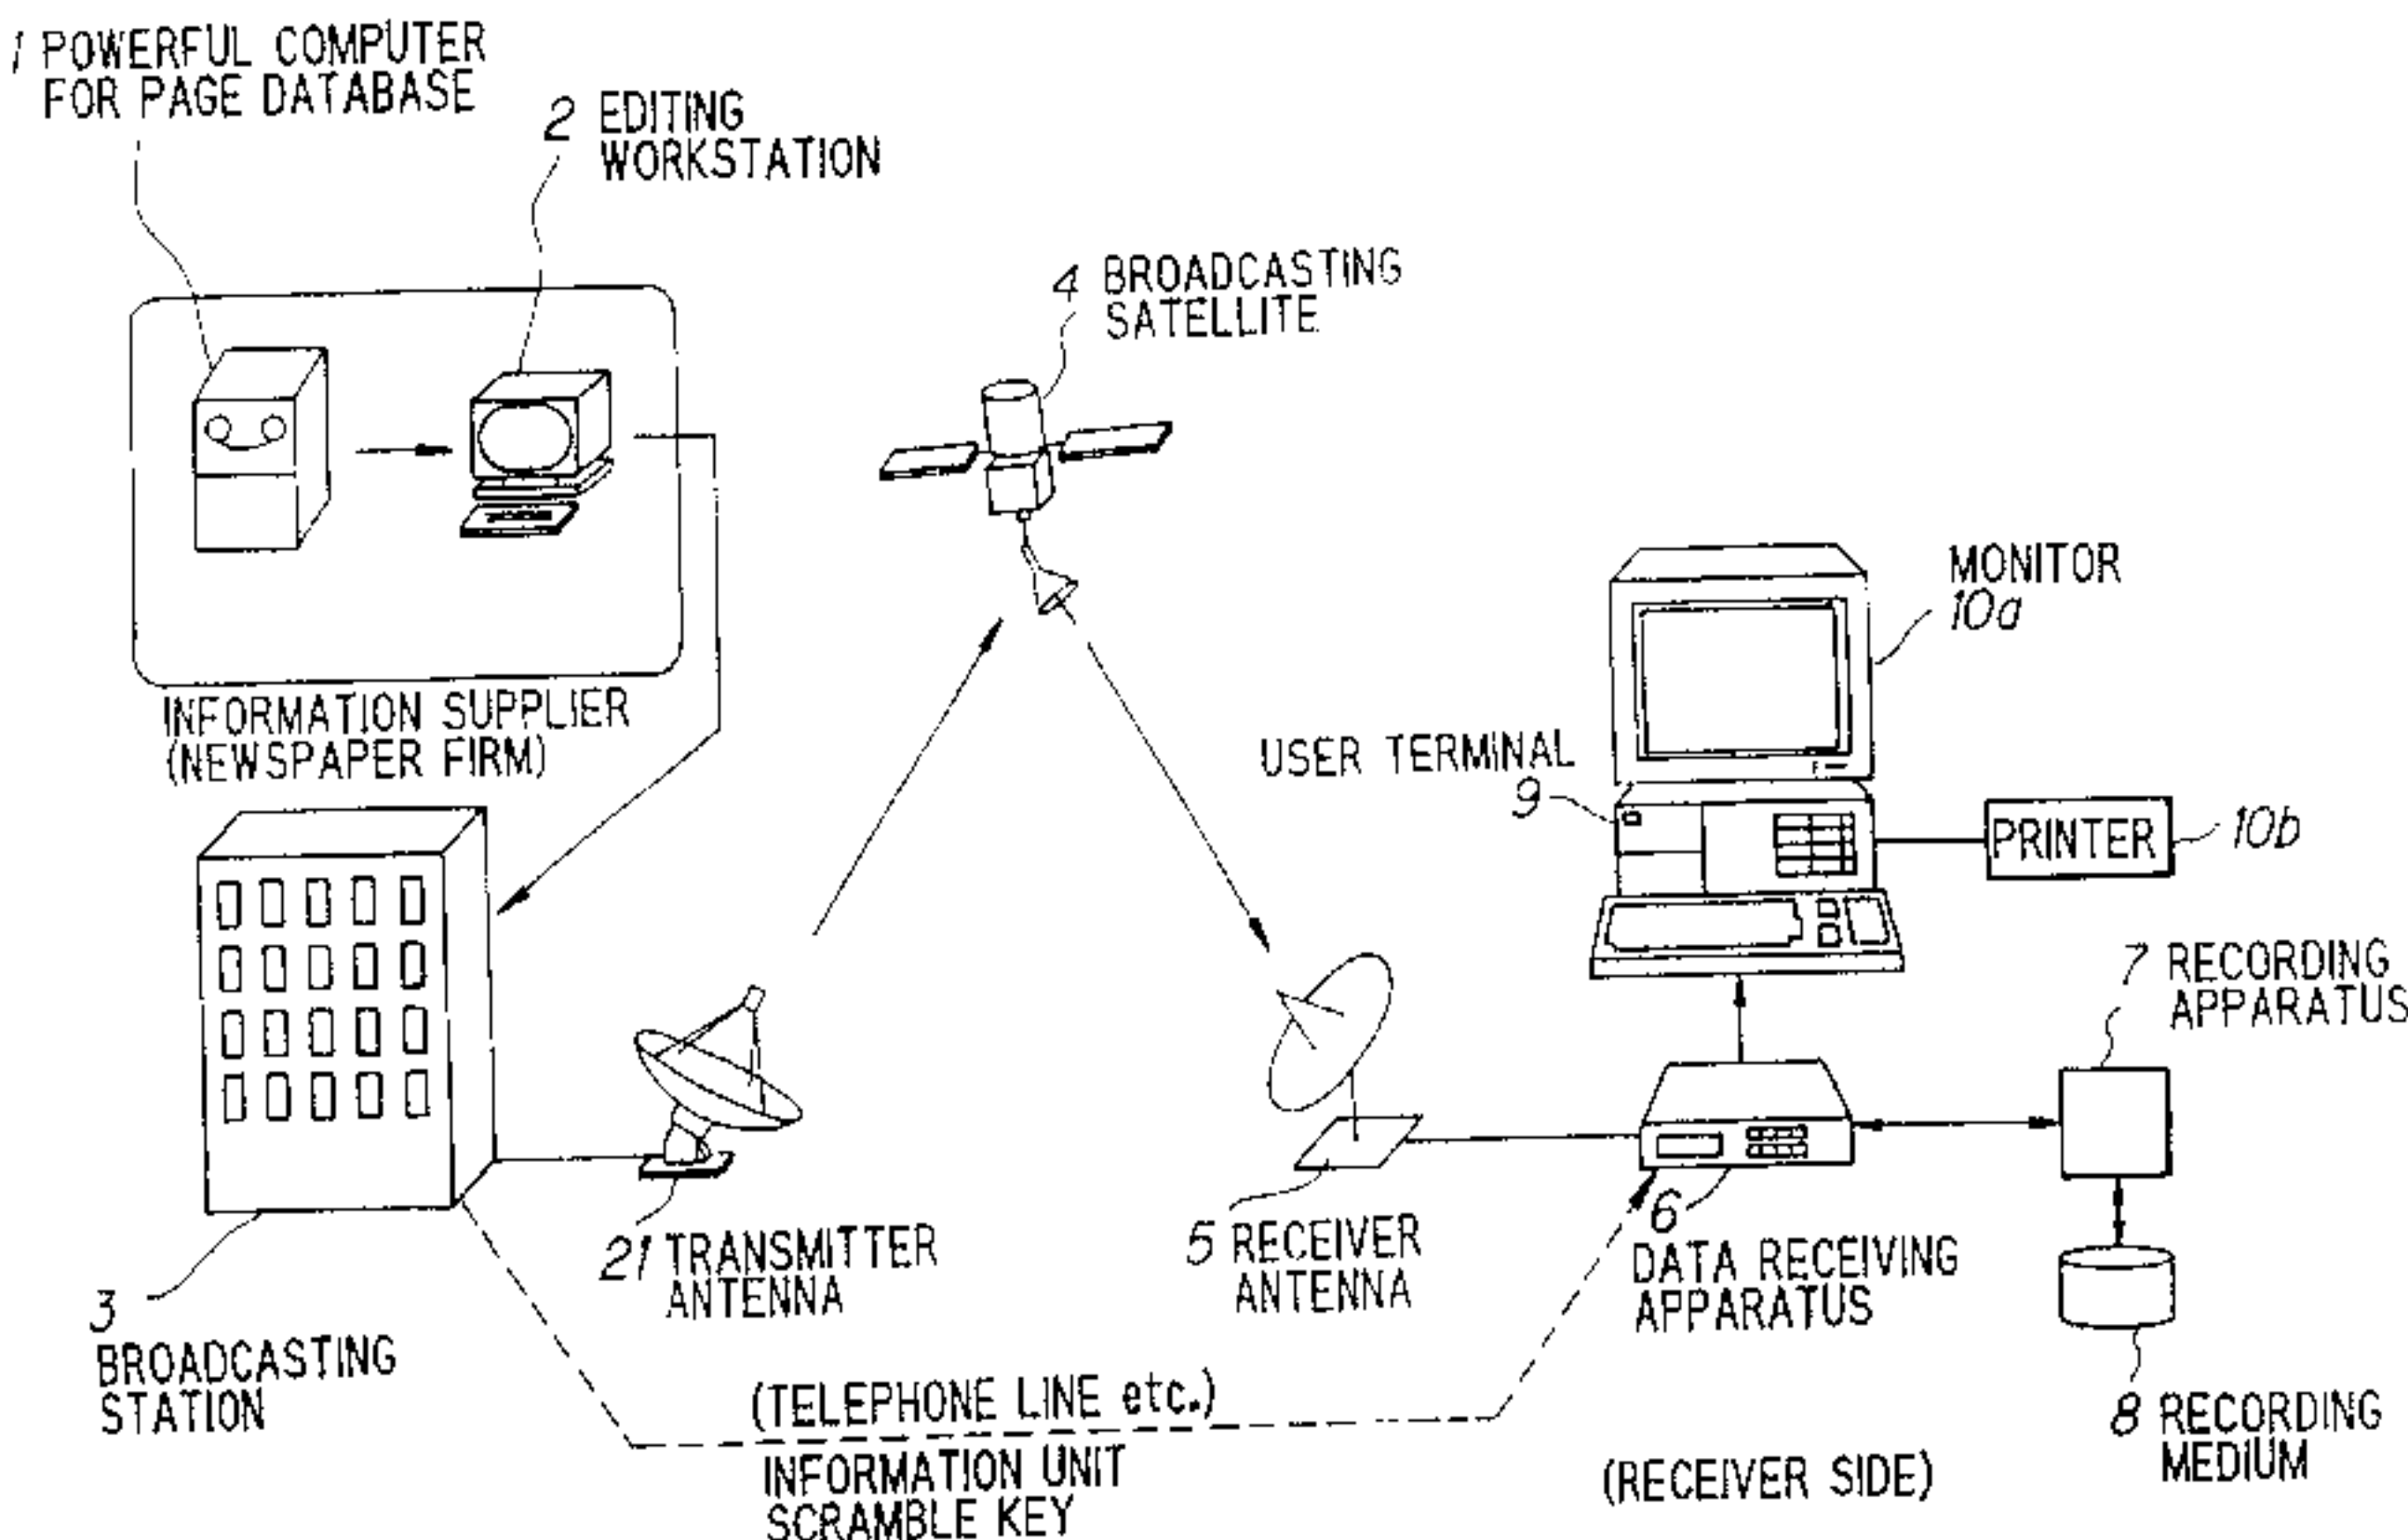 1 POWERFUL COMPUTER
FOR PAGE DATABASE
2 EDITING
WORKSTATION
4 BROADCASTING
SATELLITE
MONITOR
10a
INFORMATION SUPPLIER
(NEWSPAPER FIRM)
USER TERMINAL
9
PRINTER
10b
7 RECORDING
APPARATUS
21 TRANSMITTER
ANTENNA
5 RECEIVER
ANTENNA
6
DATA RECEIVING
APPARATUS
3
BROADCASTING
STATION
(TELEPHONE LINE etc.)
INFORMATION UNIT
SCRAMBLE KEY
8 RECORDING
MEDIUM
(RECEIVER SIDE)